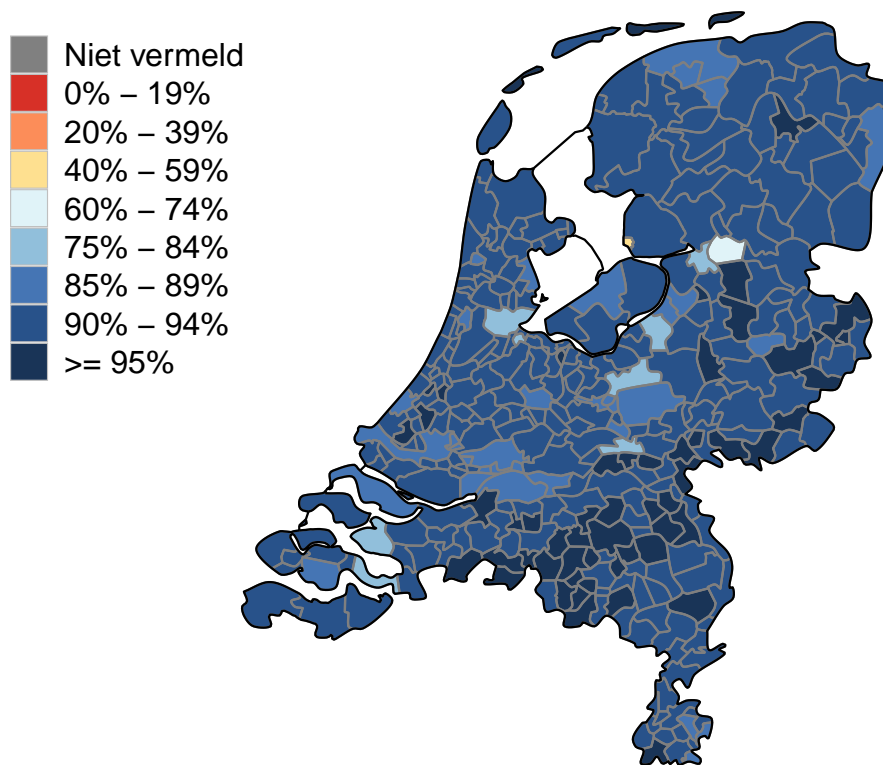 Niet vermeld
0% – 19%
20% – 39%
40% – 59%
60% – 74%
75% – 84%
85% – 89%
90% – 94%
>= 95%